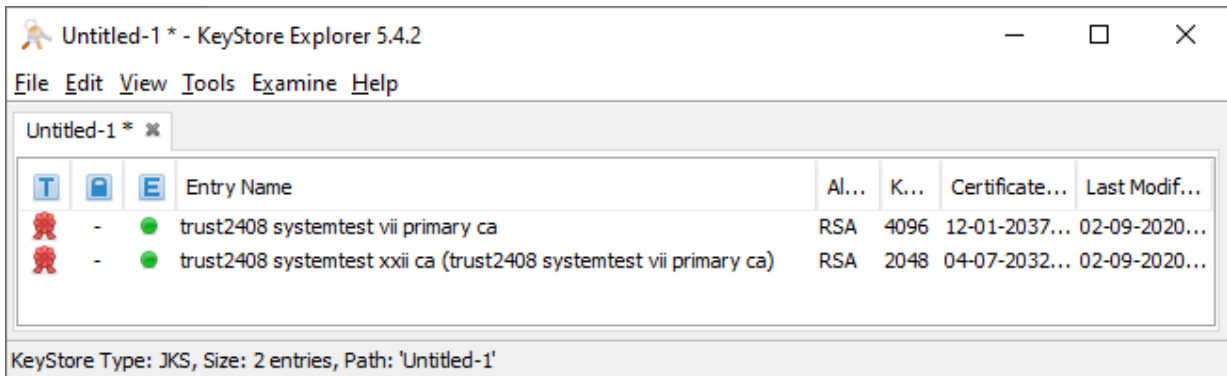 Untitled-1 * - KeyStore Explorer 5.4.2
File Edit View Tools Examine Help
Untitled-1 *
T E Entry Name Al... K... Certificate... Last Modif...
- trust2408 systemtest vii primary ca RSA 4096 12-01-2037... 02-09-2020...
- trust2408 systemtest xxii ca (trust2408 systemtest vii primary ca) RSA 2048 04-07-2032... 02-09-2020...
KeyStore Type: JKS, Size: 2 entries, Path: 'Untitled-1'